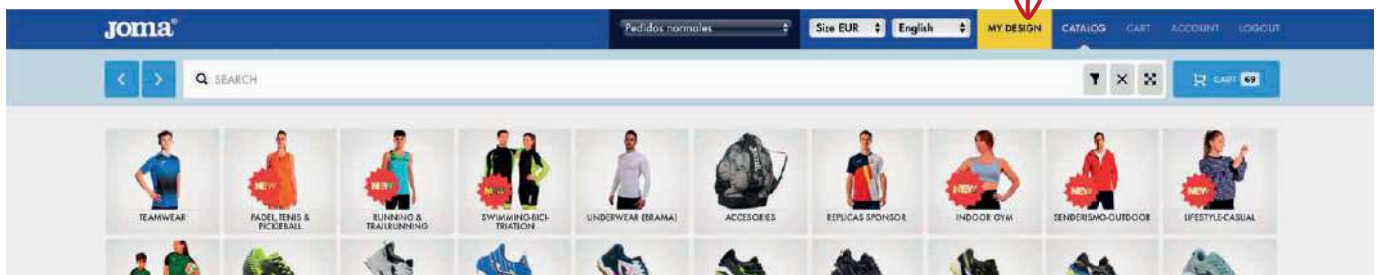 Joma®
Pedidos normales
Size EUR
English
MY DESIGN
CATALOG
CART
ACCOUNT
LOGOUT
SEARCH
CART 69
TEAMWEAR
NEW
PADEL, TENIS &
PICKLEBALL
NEW
RUNNING &
TRAILRUNNING
NEW
SWIMMING-BICI-
TRIATLON
UNDERWEAR (BRAMA)
ACCESORIES
REPLICAS SPONSOR
NEW
INDOOR GYM
NEW
SENDERISMO-OUTDOOR
NEW
LIFESTYLE-CASUAL